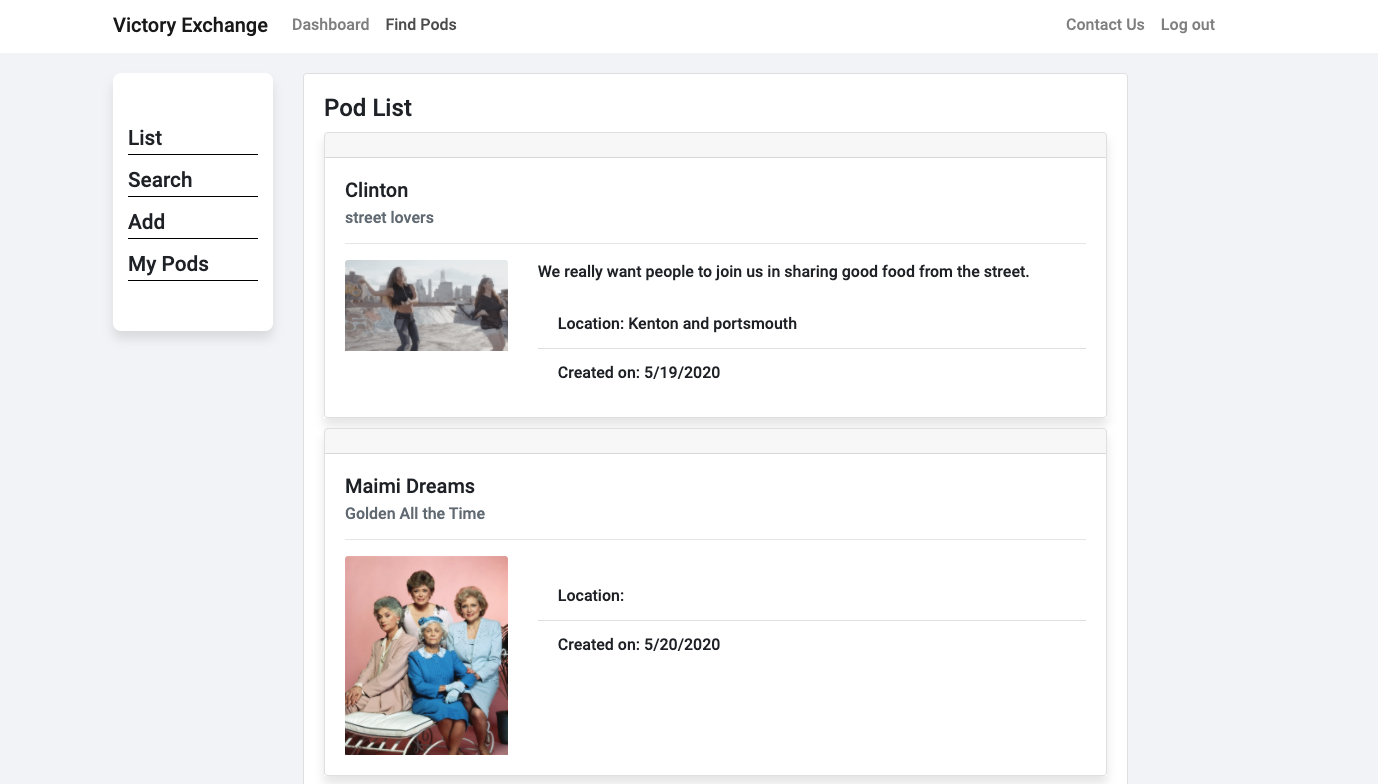 Victory Exchange Dashboard Find Pods Contact Us Log out
List
Search
Add
My Pods
Pod List
Clinton
street lovers
We really want people to join us in sharing good food from the street.
Location: Kenton and portsmouth
Created on: 5/19/2020
Maimi Dreams
Golden All the Time
Location:
Created on: 5/20/2020